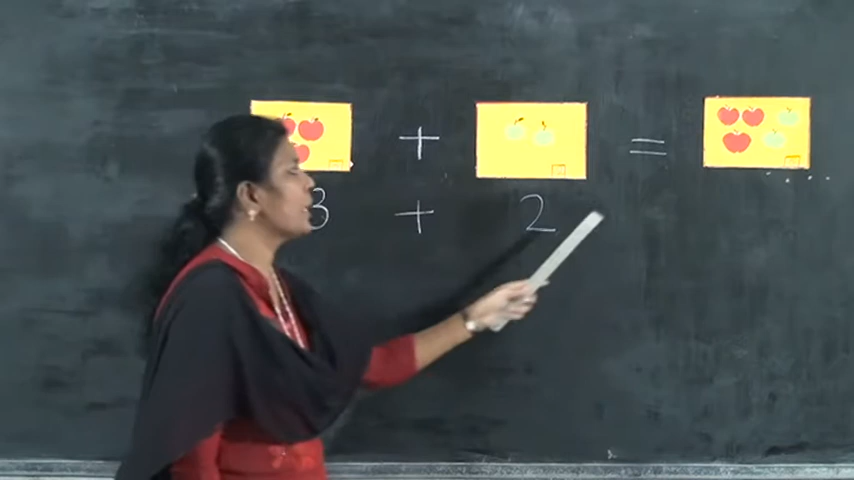 + =
3 + 2